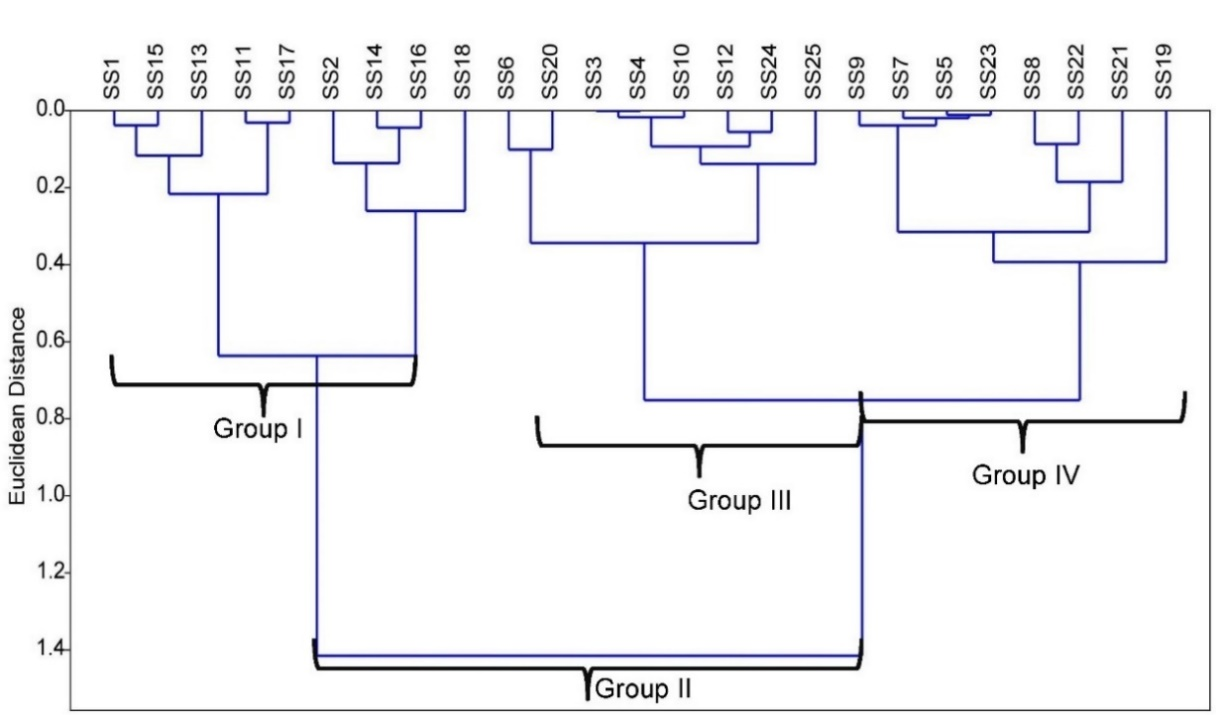 SS1 SS15 SS13 SS11 SS17 SS2 SS14 SS16 SS18 SS6 SS20 SS3 SS4 SS10 SS12 SS24 SS25 SS9 SS7 SS5 SS23 SS8 SS22 SS21 SS19
0.0
0.2
0.4
0.6
0.8
1.0
1.2
1.4
Euclidean Distance
Group I
Group III
Group IV
Group II